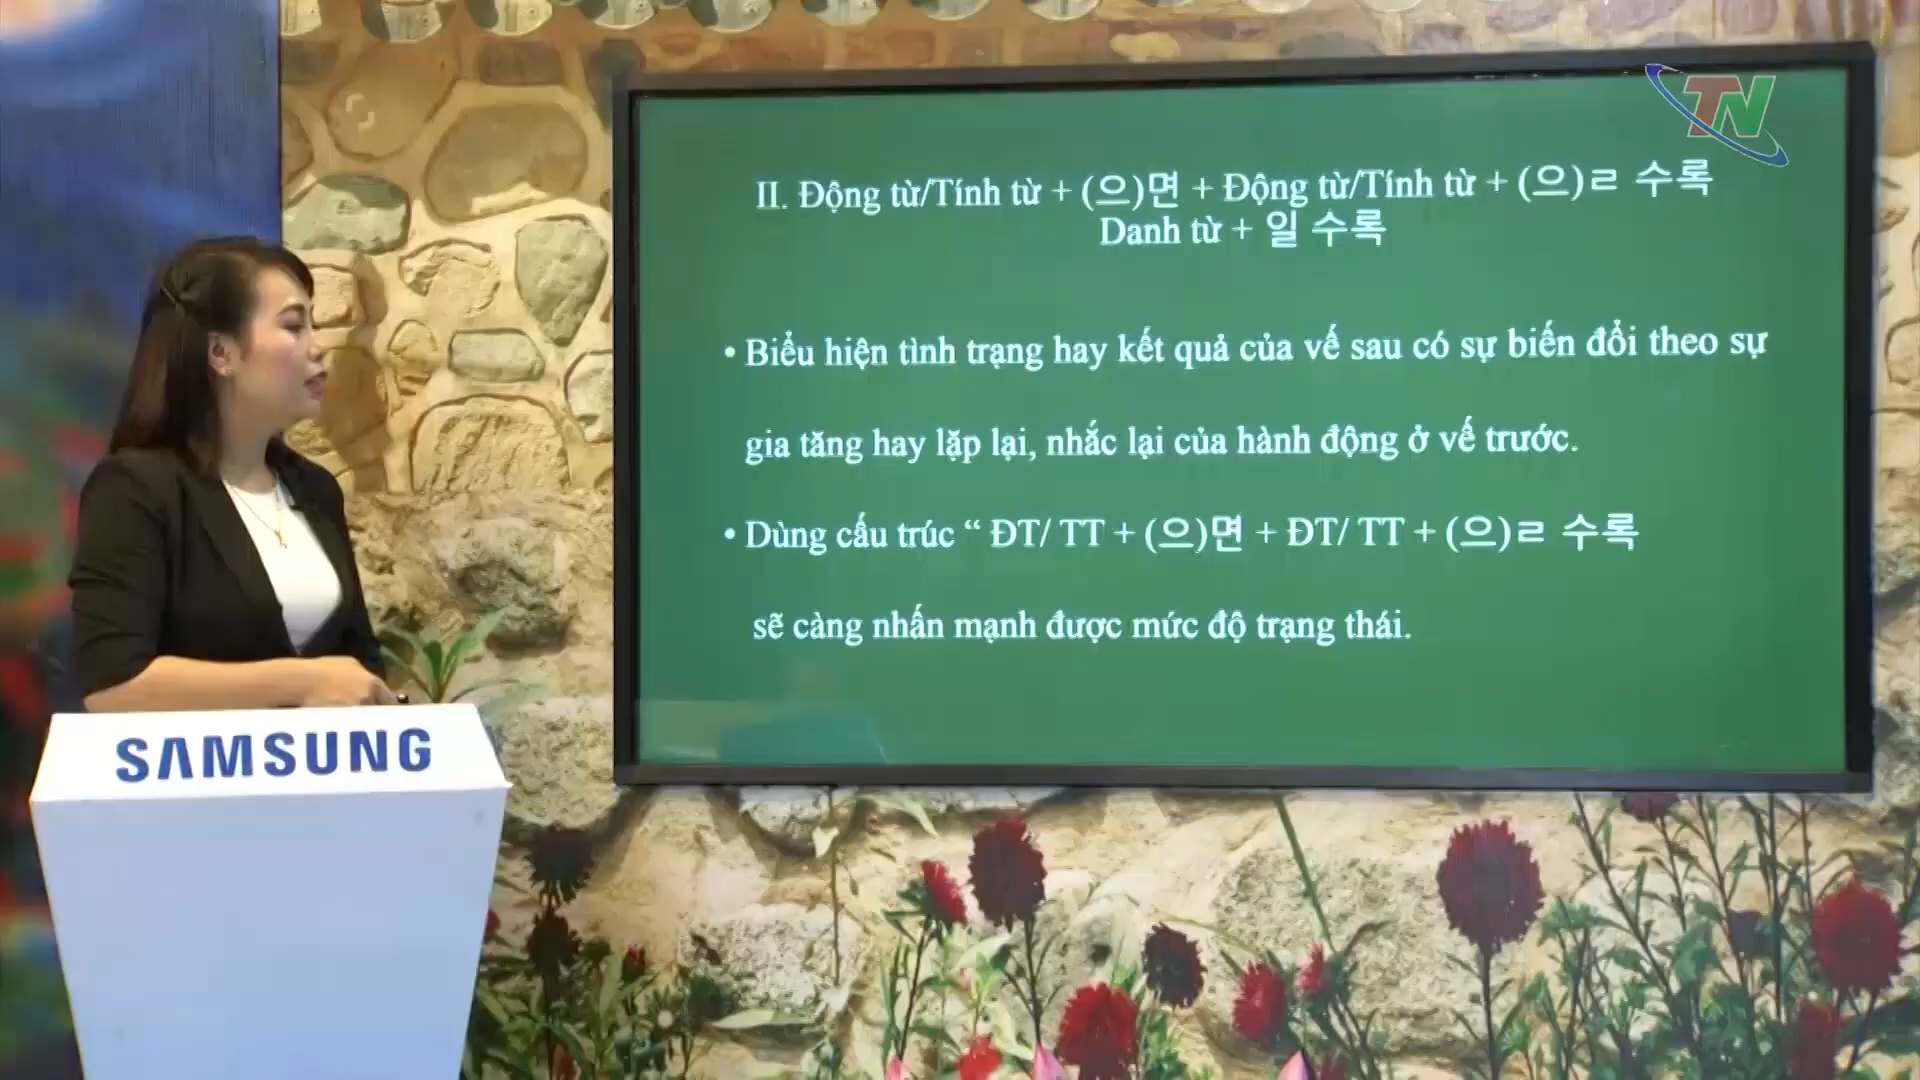 TN
II. Động từ/Tính từ + (으)면 + Động từ/Tính từ + (으)ㄹ 수록
Danh từ + 일 수록
• Biểu hiện tình trạng hay kết quả của vế sau có sự biến đổi theo sự
gia tăng hay lặp lại, nhắc lại của hành động ở vế trước.
• Dùng cấu trúc “ ĐT/ TT + (으)면 + ĐT/ TT + (으)ㄹ 수록
sẽ càng nhấn mạnh được mức độ trạng thái.
SAMSUNG